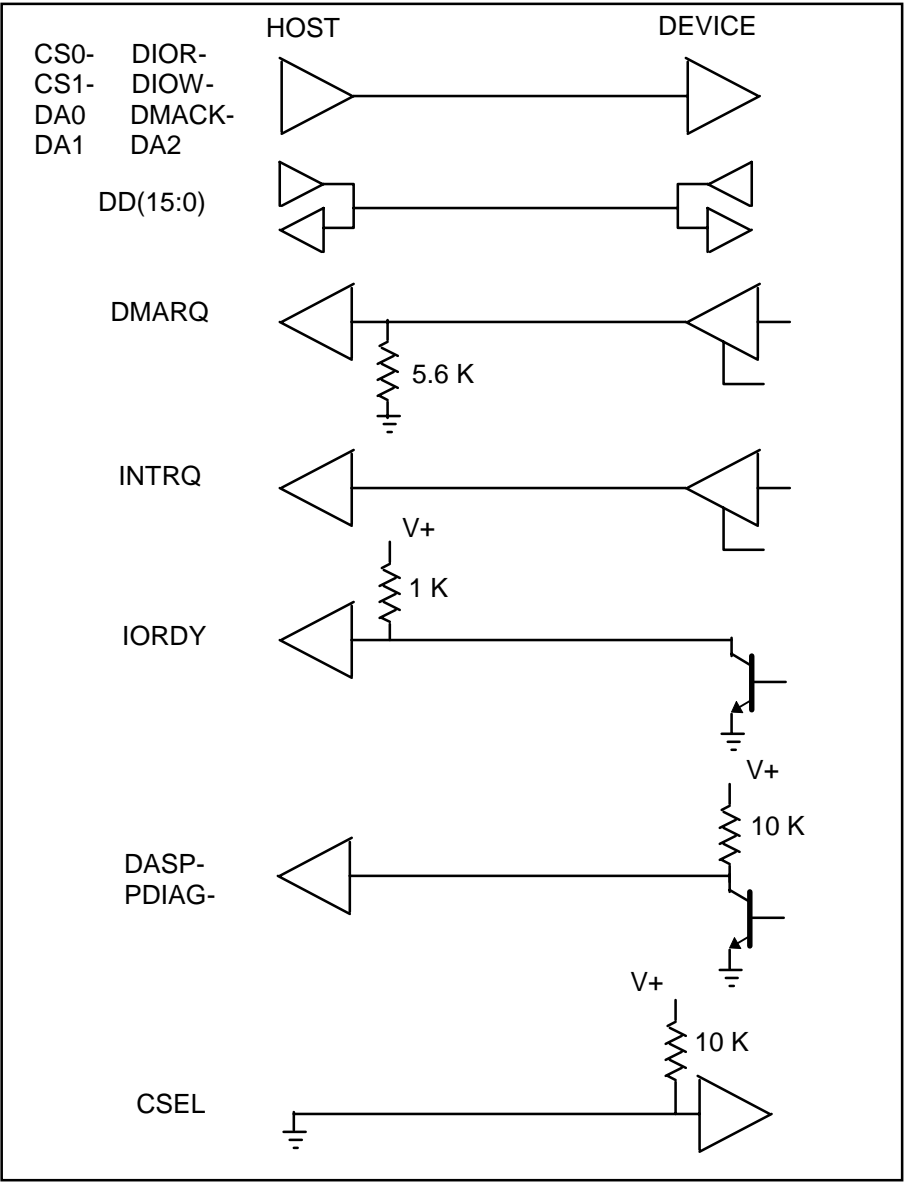 HOST DEVICE
CS0- DIOR-
CS1- DIOW-
DA0 DMACK-
DA1 DA2
DD(15:0)
DMARQ
5.6 K
INTRQ
V+
1 K
IORDY
V+
10 K
DASP-
PDIAG-
V+
10 K
CSEL